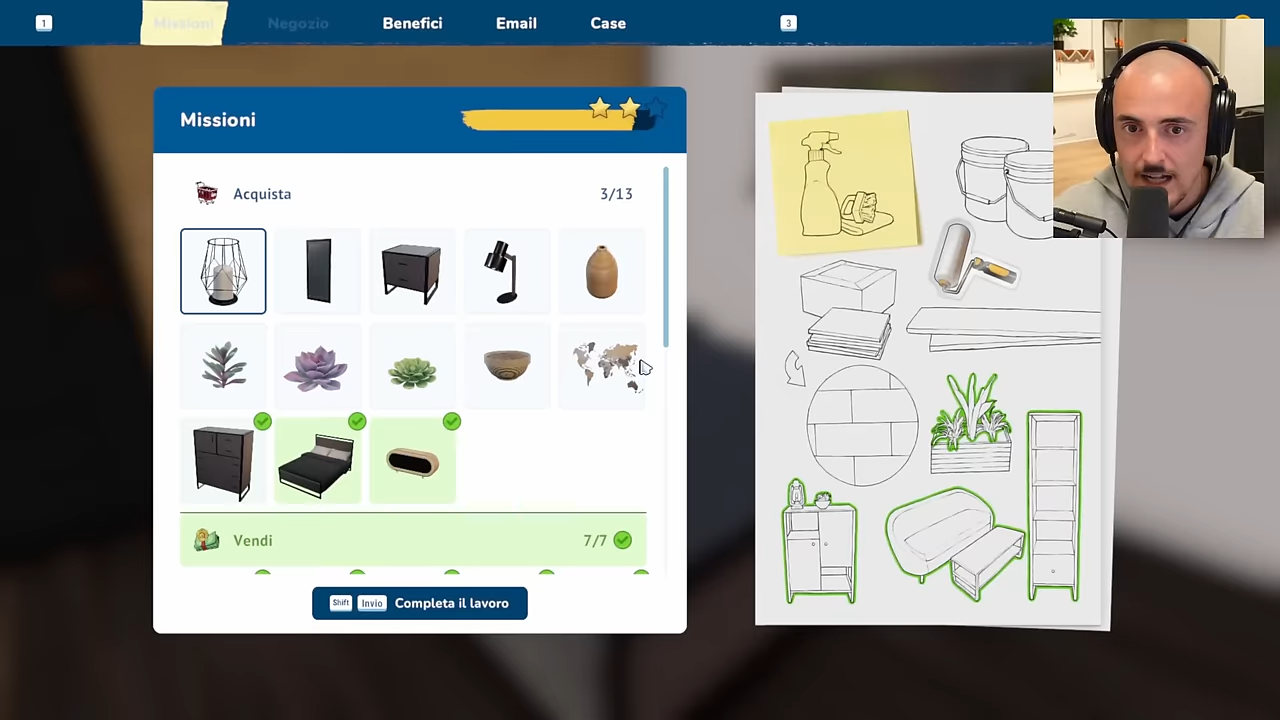 1 Missioni Negozio Benefici Email Case 3
Missioni
Acquista 3/13
Vendi 7/7
Shift Invio Completa il lavoro